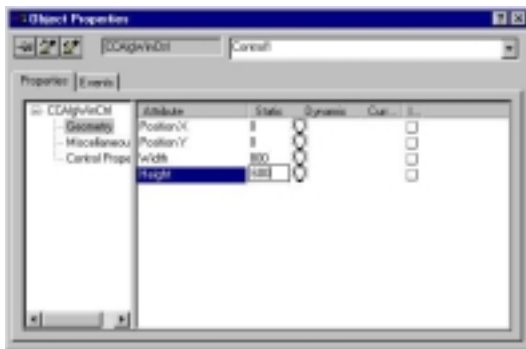 Object Properties
CCAlgWinCtrl Control1
Properties Events
CCAlgWinCtrl
Geometry
Miscellaneou
Control Prope
Attribute Static Dynamic Cur... I...
Position X 0
Position Y 0
Width 800
Height 600